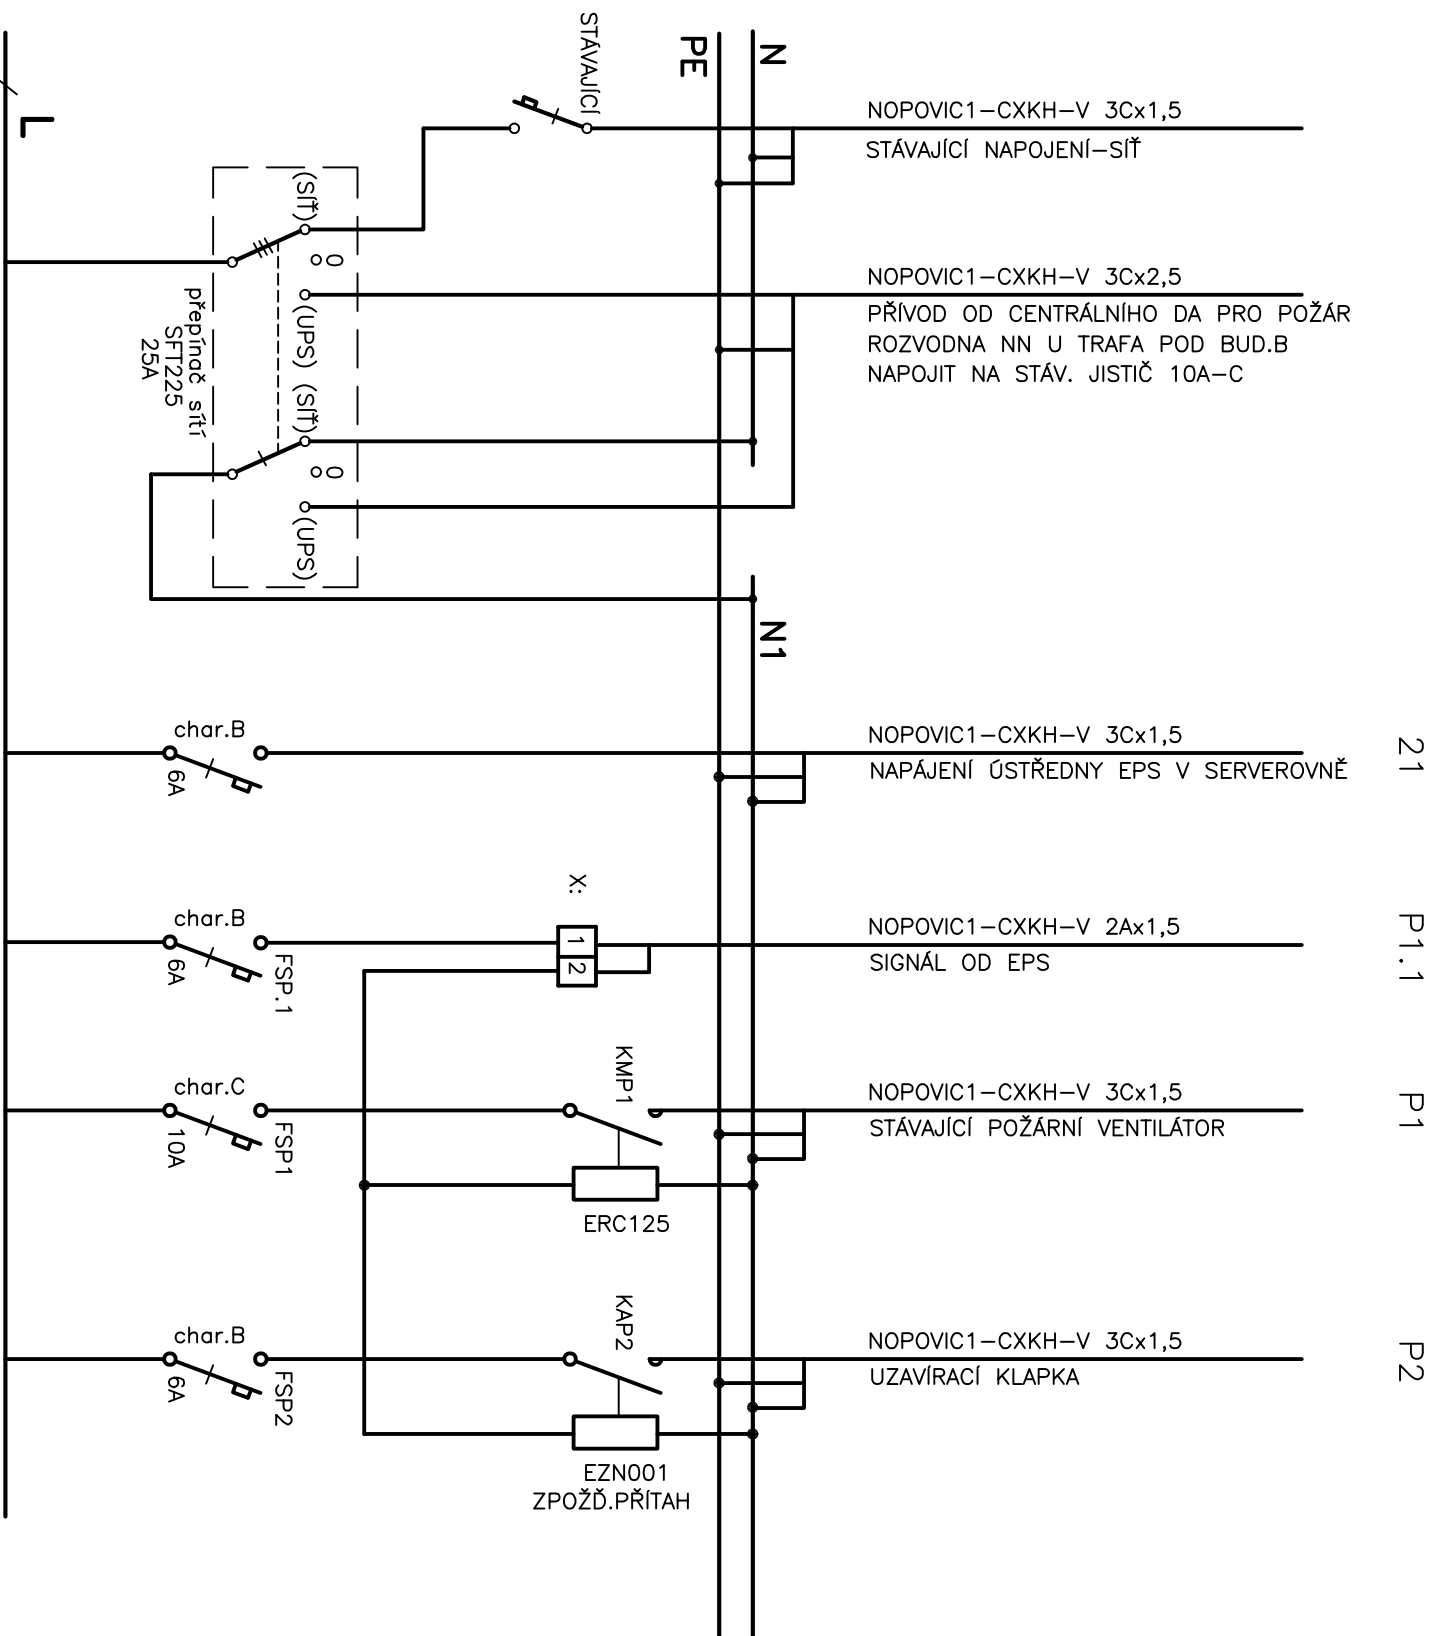 STÁVAJÍCÍ
PE
N
L
NOPOVIC1-CXKH-V 3Cx1,5
STÁVAJÍCÍ NAPOJENÍ-SÍŤ
(SÍŤ)
0
(UPS)
(SÍŤ)
0
(UPS)
přepínač sítí
SFT225
25A
NOPOVIC1-CXKH-V 3Cx2,5
PŘÍVOD OD CENTRÁLNÍHO DA PRO POŽÁR
ROZVODNA NN U TRAFA POD BUD.B
NAPOJIT NA STÁV. JISTIČ 10A-C
N1
char.B
6A
NOPOVIC1-CXKH-V 3Cx1,5
NAPÁJENÍ ÚSTŘEDNY EPS V SERVEROVNĚ
21
char.B
6A
FSP.1
X:
1
2
NOPOVIC1-CXKH-V 2Ax1,5
SIGNÁL OD EPS
P1.1
char.C
10A
FSP1
KMP1
ERC125
NOPOVIC1-CXKH-V 3Cx1,5
STÁVAJÍCÍ POŽÁRNÍ VENTILÁTOR
P1
char.B
6A
FSP2
KAP2
EZN001
ZPOŽĎ.PŘÍTAH
NOPOVIC1-CXKH-V 3Cx1,5
UZAVÍRACÍ KLAPKA
P2